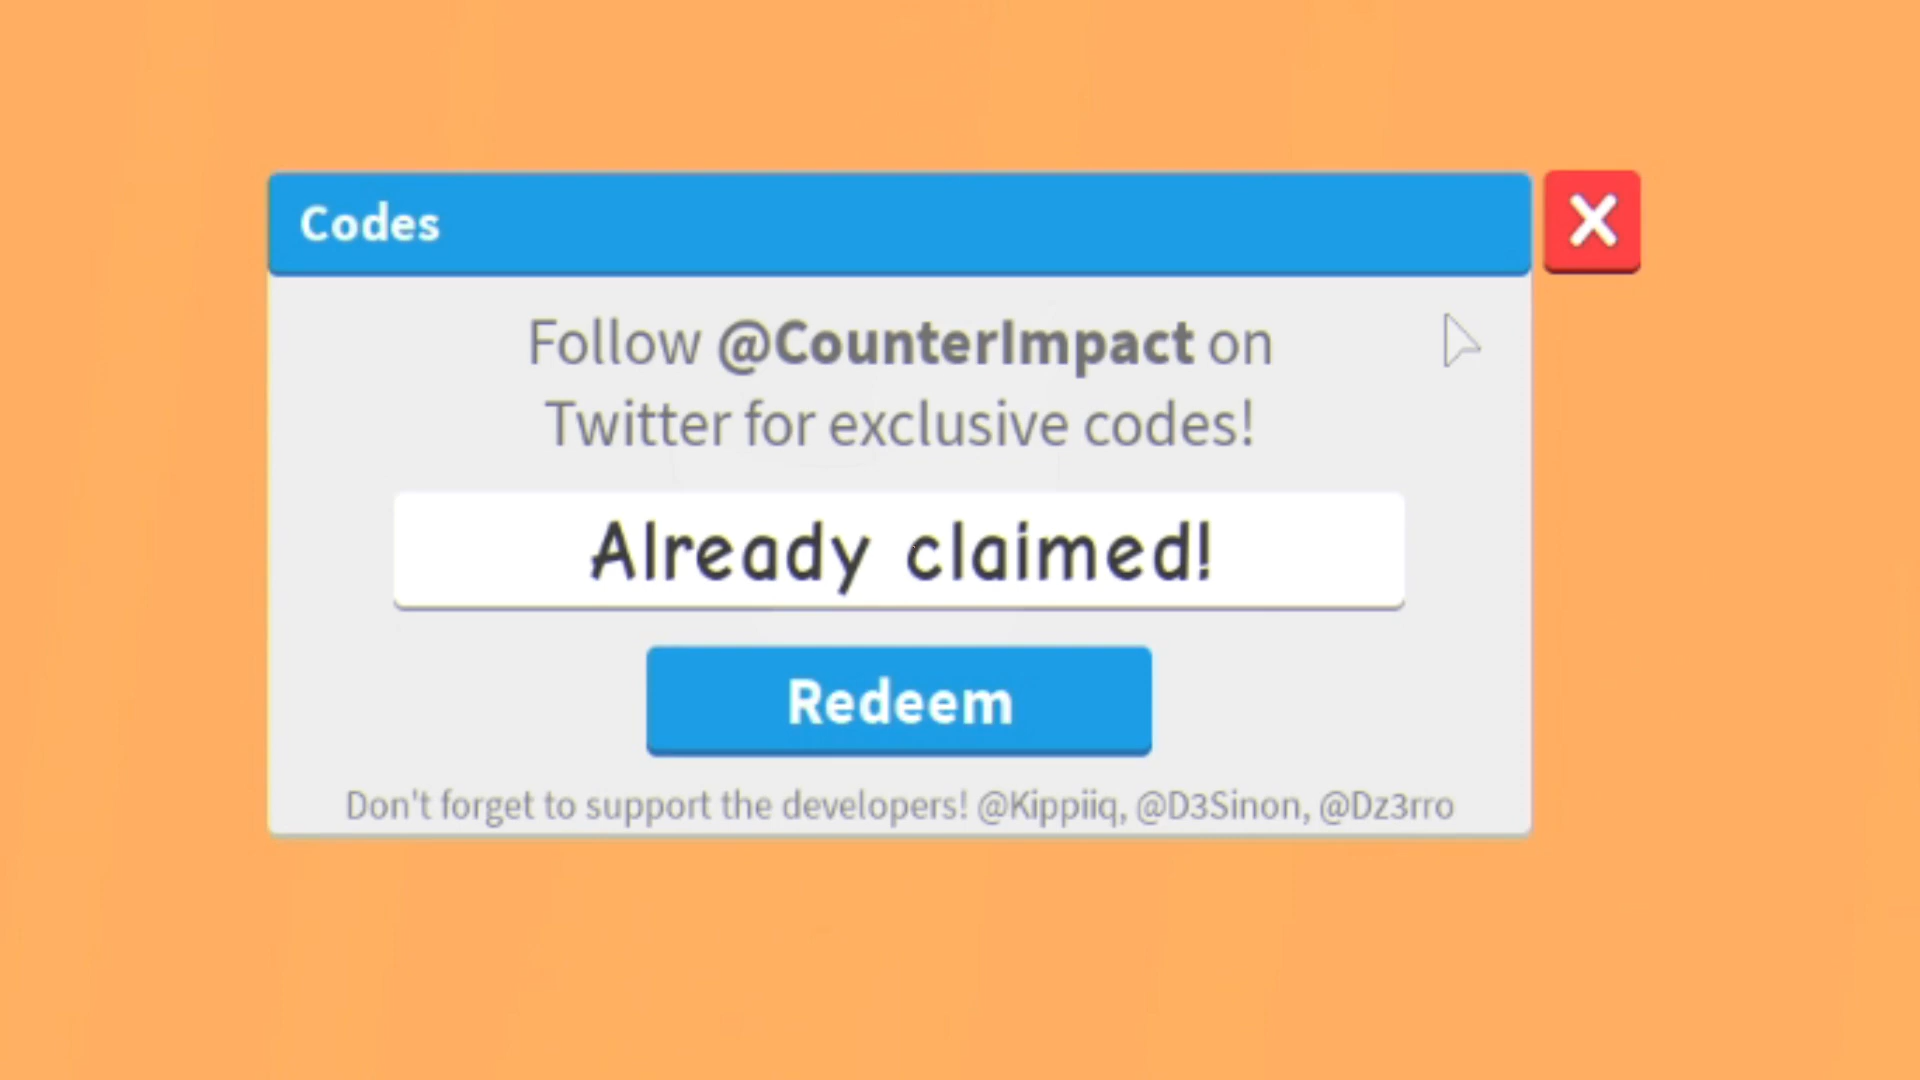 Codes
Follow @CounterImpact on
Twitter for exclusive codes!
Already claimed!
Redeem
Don't forget to support the developers! @Kippiiq, @D3Sinon, @Dz3rro